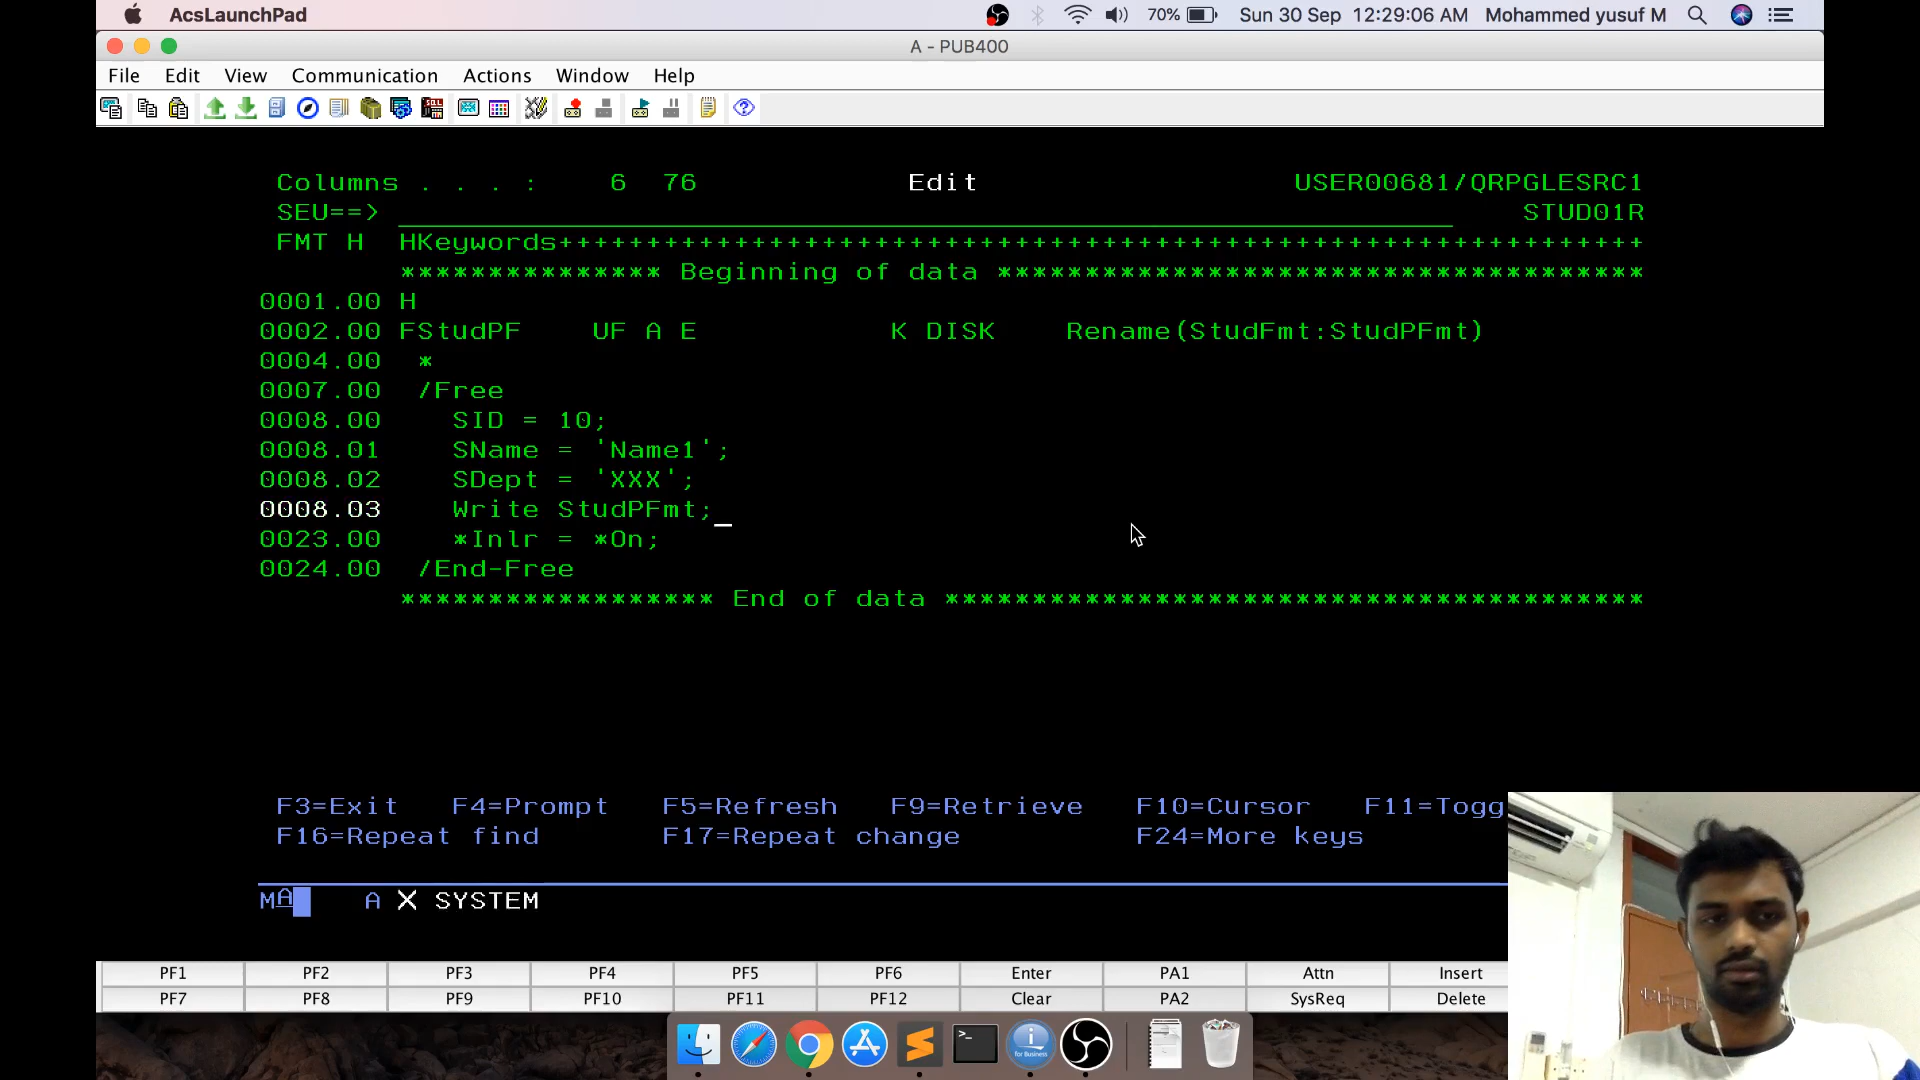 AcsLaunchPad 70% Sun 30 Sep 12:29:06 AM Mohammed yusuf M
A - PUB400
File Edit View Communication Actions Window Help
Columns . . . : 6 76 Edit USER00681/QRPGLESRC1
SEU==> STUD01R
FMT H HKeywords++++++++++++++++++++++++++++++++++++++++++++++++++++++++++++++
*************** Beginning of data *************************************
0001.00 H
0002.00 FStudPF UF A E K DISK Rename(StudFmt:StudPFmt)
0004.00 *
0007.00 /Free
0008.00 SID = 10;
0008.01 SName = 'Name1';
0008.02 SDept = 'XXX';
0008.03 Write StudPFmt;
0023.00 *Inlr = *On;
0024.00 /End-Free
****************** End of data ****************************************
F3=Exit F4=Prompt F5=Refresh F9=Retrieve F10=Cursor F11=Togg
F16=Repeat find F17=Repeat change F24=More keys
MA A X SYSTEM
PF1 PF2 PF3 PF4 PF5 PF6 Enter PA1 Attn Insert
PF7 PF8 PF9 PF10 PF11 PF12 Clear PA2 SysReq Delete